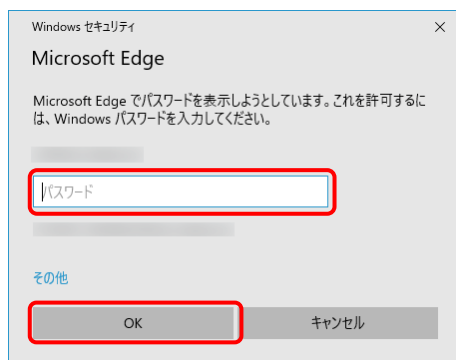 Windows セキュリティ
Microsoft Edge
Microsoft Edge でパスワードを表示しようとしています。これを許可するに
は、Windows パスワードを入力してください。
パスワード
その他
OK キャンセル